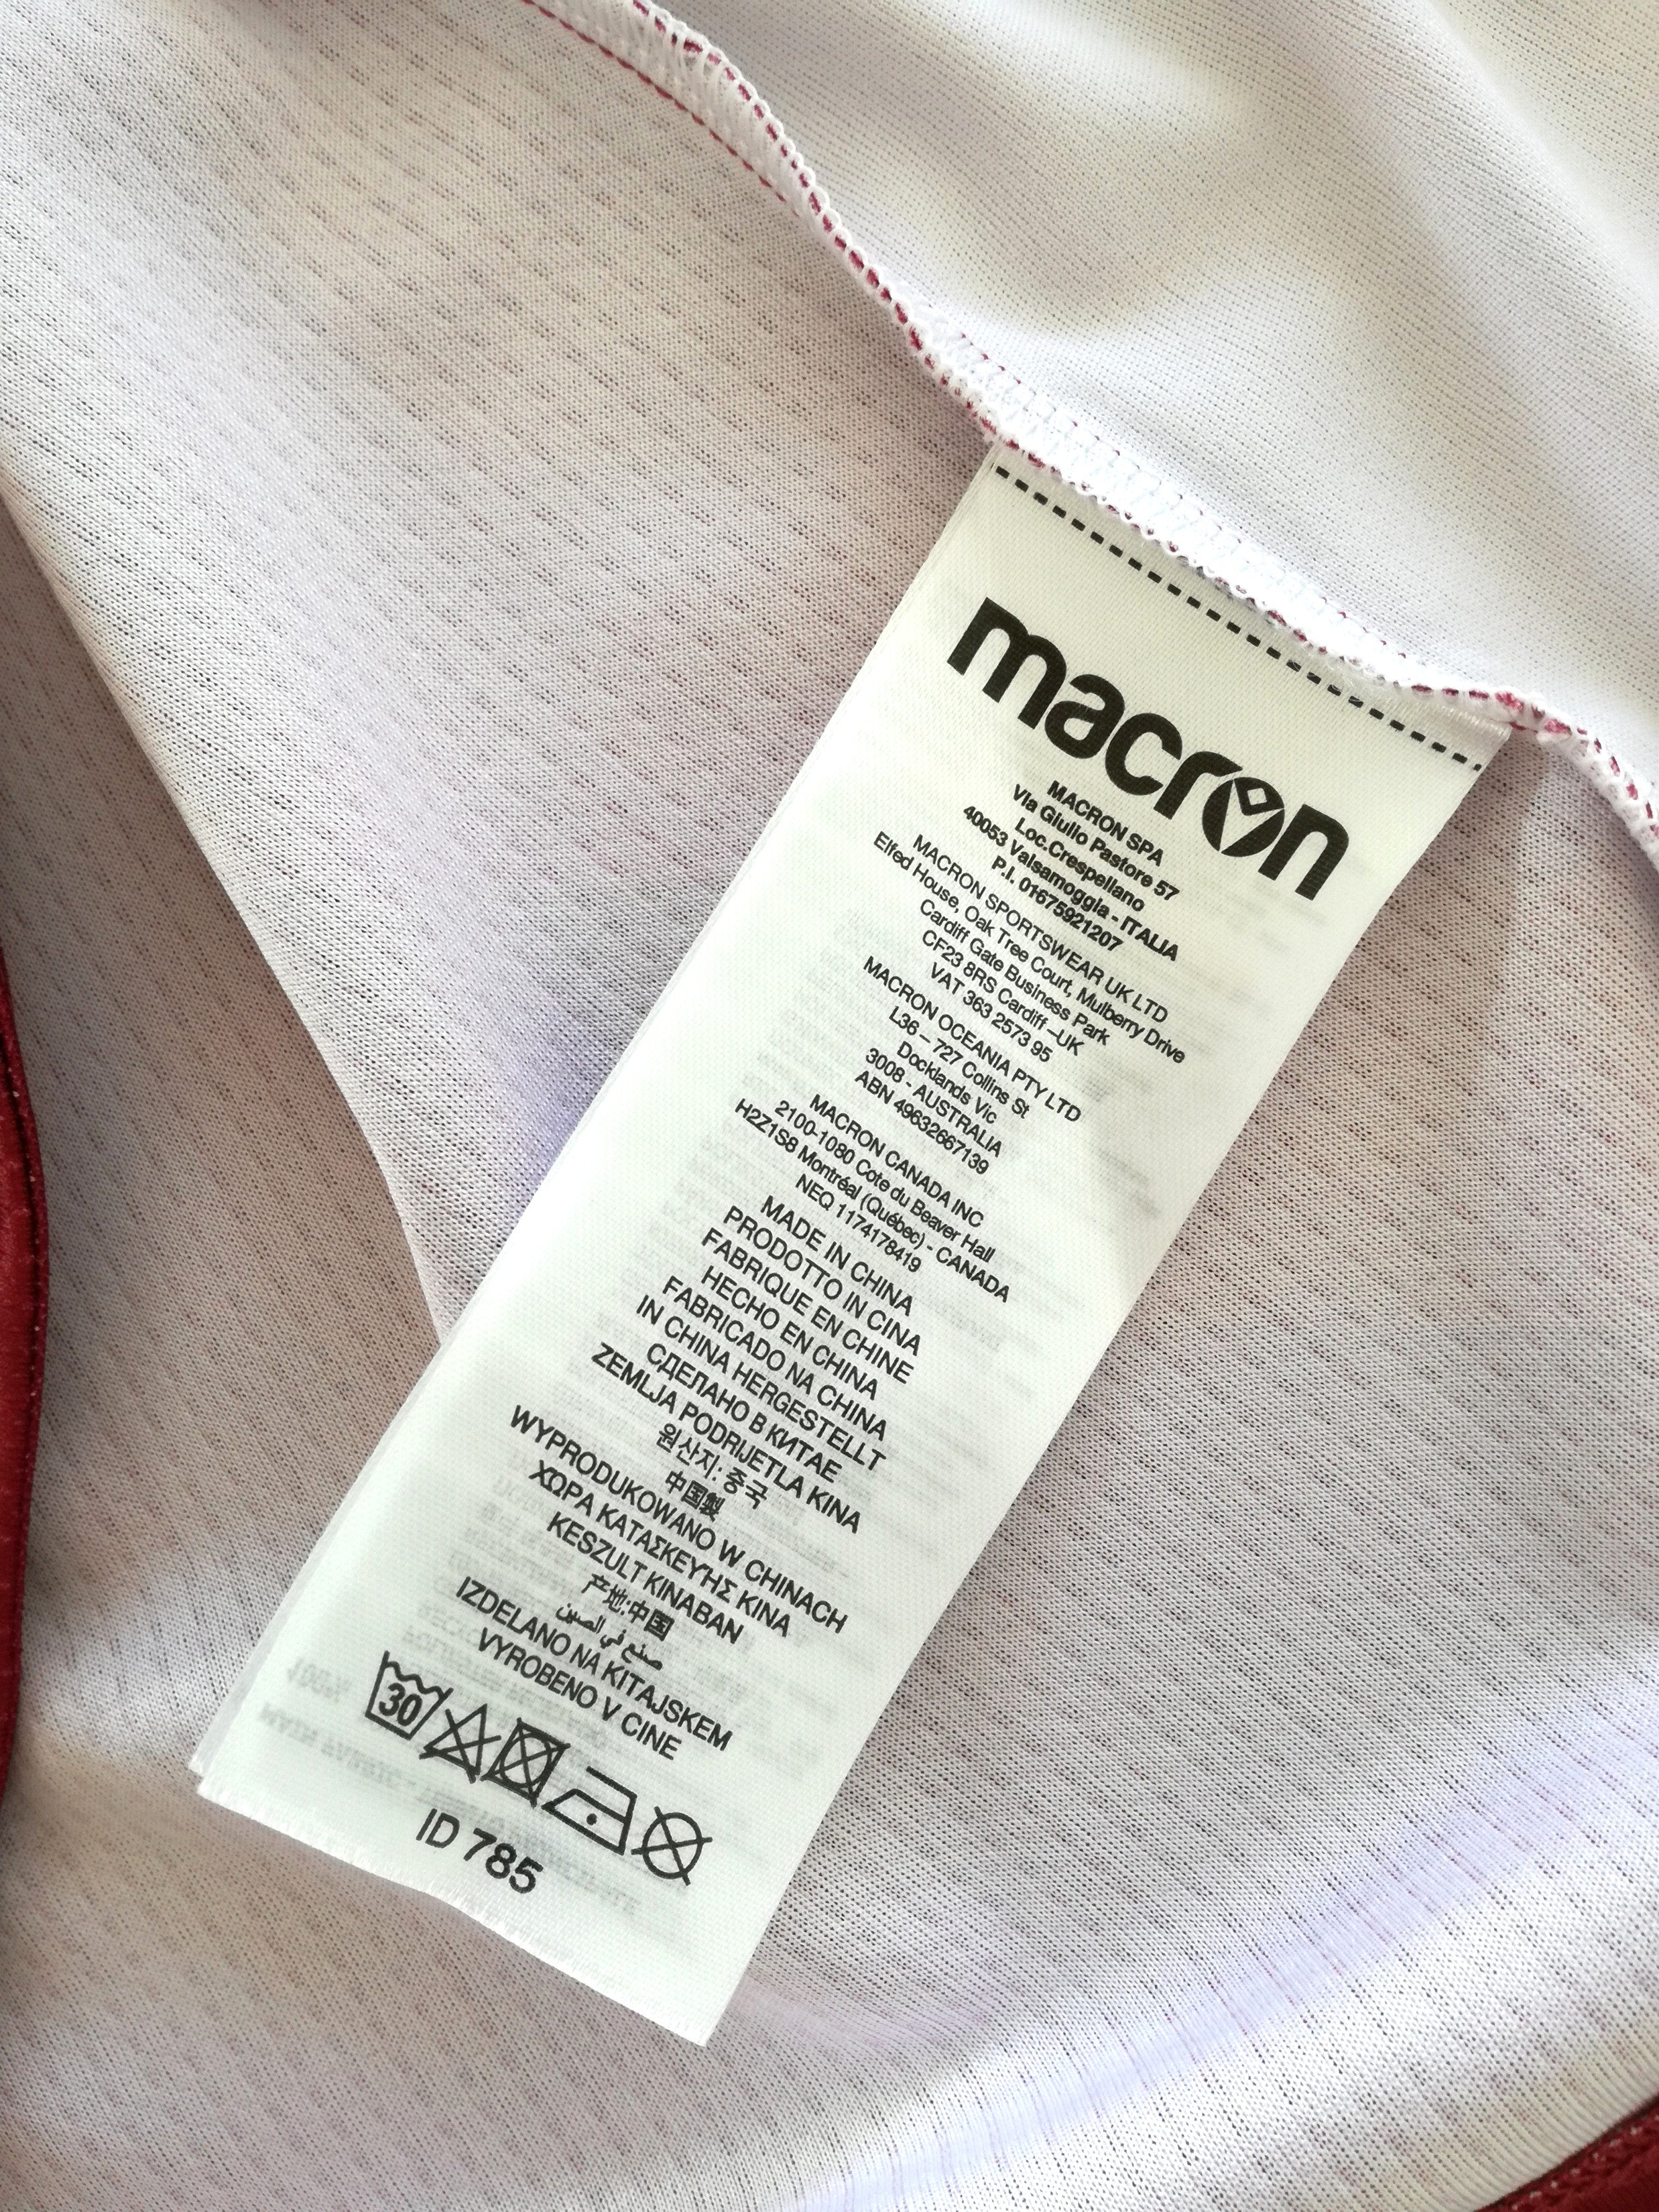 macron
MACRON SPA
Via Giulio Pastore 57
Loc.Crespellano
40053 Valsamoggia - ITALIA
P.I. 01675921207
MACRON SPORTSWEAR UK LTD
Elfed House, Oak Tree Court, Mulberry Drive
Cardiff Gate Business Park
CF23 8RS Cardiff –UK
VAT 363 2573 95
MACRON OCEANIA PTY LTD
L36 – 727 Collins St
Docklands Vic
3008 - AUSTRALIA
ABN 49632667139
MACRON CANADA INC
2100-1080 Cote du Beaver Hall
H2Z1S8 Montréal (Québec) - CANADA
NEQ 1174178419
MADE IN CHINA
PRODOTTO IN CINA
FABRIQUE EN CHINE
HECHO EN CHINA
FABRICADO NA CHINA
IN CHINA HERGESTELLT
СДЕЛАНО В КИТАЕ
ZEMLJA PODRIJETLA KINA
원산지: 중국
中国製
WYPRODUKOWANO W CHINACH
ΧΩΡΑ ΚΑΤΑΣΚΕΥΉΣ ΚΙΝΑ
KESZULT KINABAN
产地:中国
صنع في الصين
IZDELANO NA KITAJSKEM
VYROBENO V CINE
30
ID 785